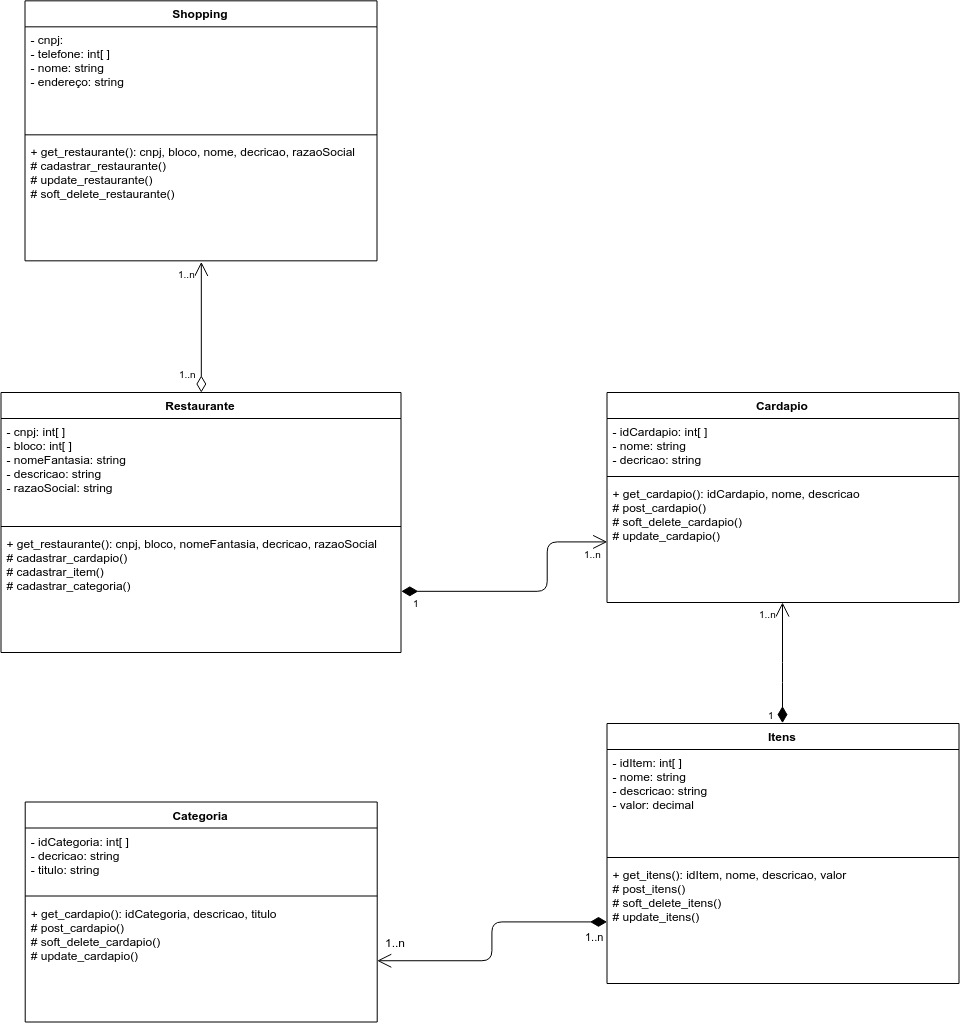 Shopping
- cnpj:
- telefone: int[ ]
- nome: string
- endereço: string
+ get_restaurante(): cnpj, bloco, nome, decricao, razaoSocial
# cadastrar_restaurante()
# update_restaurante()
# soft_delete_restaurante()
1..n
1..n
Restaurante
- cnpj: int[ ]
- bloco: int[ ]
- nomeFantasia: string
- descricao: string
- razaoSocial: string
+ get_restaurante(): cnpj, bloco, nomeFantasia, decricao, razaoSocial
# cadastrar_cardapio()
# cadastrar_item()
# cadastrar_categoria()
1
Cardapio
- idCardapio: int[ ]
- nome: string
- decricao: string
+ get_cardapio(): idCardapio, nome, descricao
# post_cardapio()
# soft_delete_cardapio()
# update_cardapio()
1..n
1..n
1
Itens
- idItem: int[ ]
- nome: string
- descricao: string
- valor: decimal
+ get_itens(): idItem, nome, descricao, valor
# post_itens()
# soft_delete_itens()
# update_itens()
1..n
Categoria
- idCategoria: int[ ]
- decricao: string
- titulo: string
+ get_cardapio(): idCategoria, descricao, titulo
# post_cardapio()
# soft_delete_cardapio()
# update_cardapio()
1..n